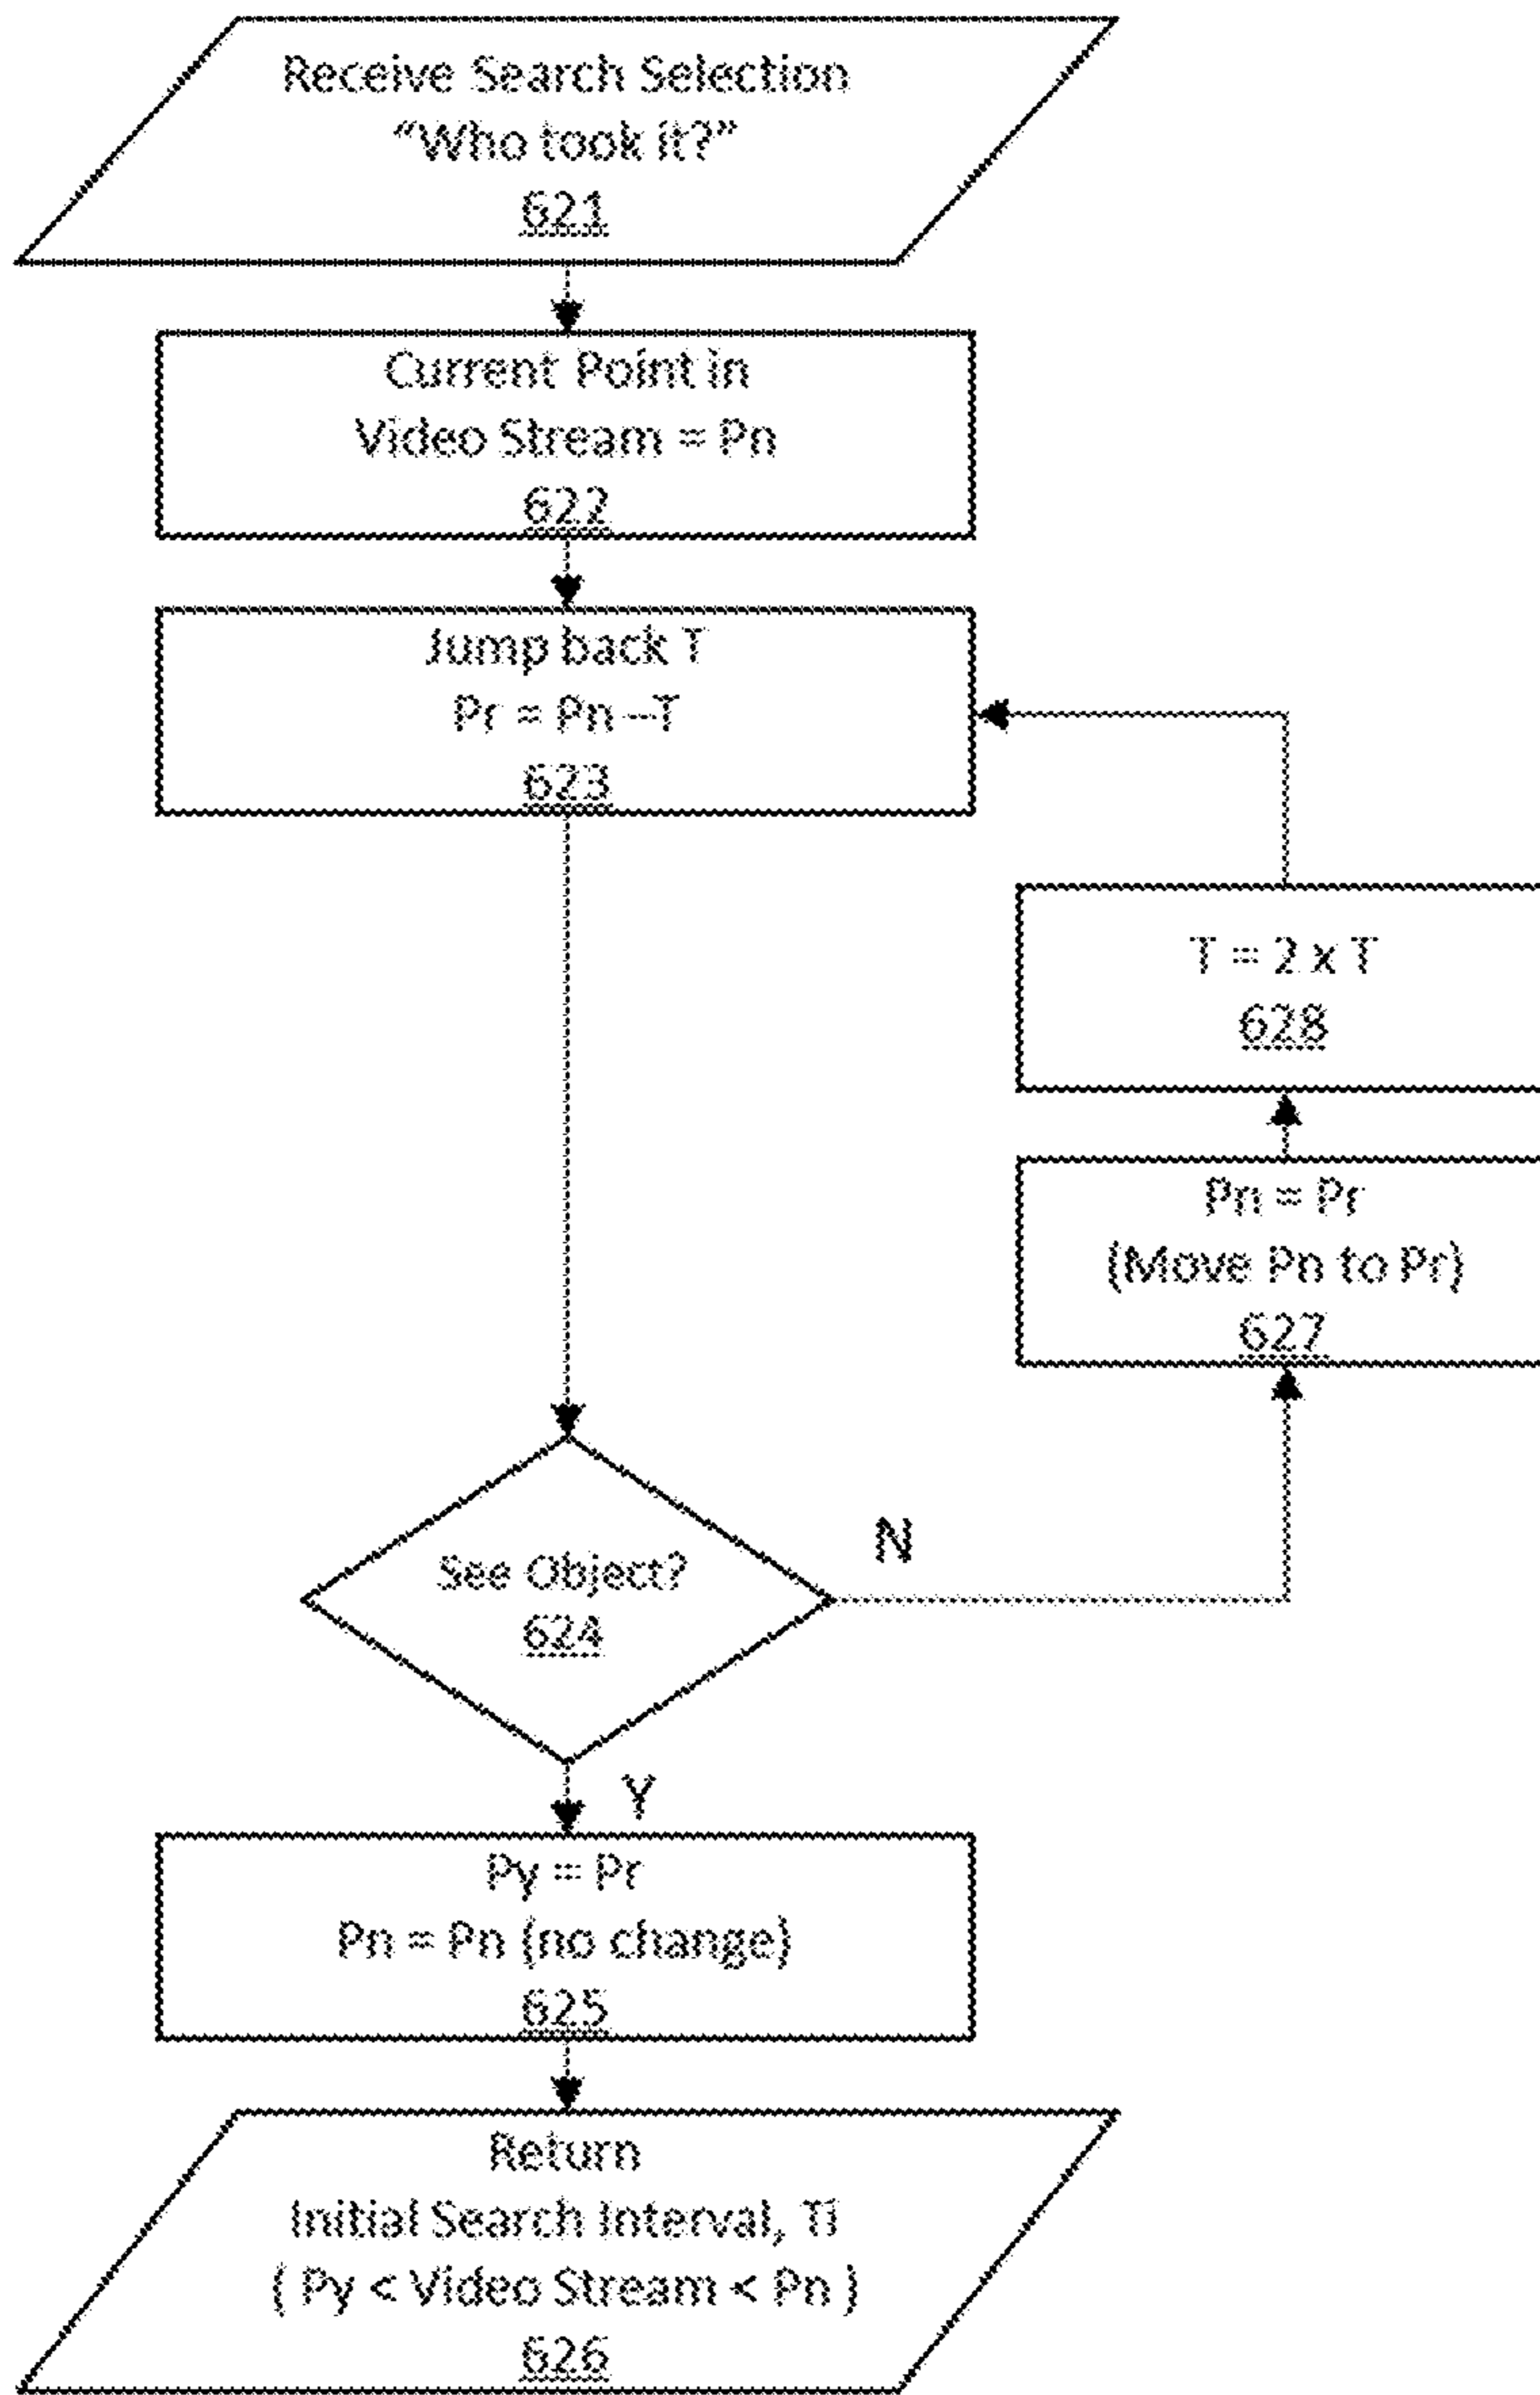 Receive Search Selection
“Who took it?”
621
Current Point in
Video Stream = Pn
622
Jump back T
Pr = Pn –T
623
T = 2 x T
628
Pn = Pr
(Move Pn to Pr)
627
See Object?
624
N
Y
Py = Pr
Pn = Pn (no change)
625
Return
Initial Search Interval, Ti
( Py < Video Stream < Pn )
626